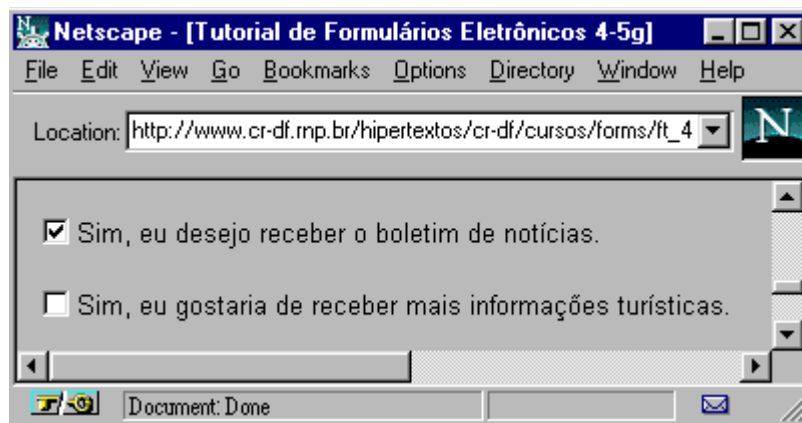 Netscape - [Tutorial de Formulários Eletrônicos 4-5g]
File Edit View Go Bookmarks Options Directory Window Help
Location: http://www.cr-df.rnp.br/hipertextos/cr-df/cursos/forms/ft_4
N
Sim, eu desejo receber o boletim de notícias.
Sim, eu gostaria de receber mais informações turísticas.
Document: Done